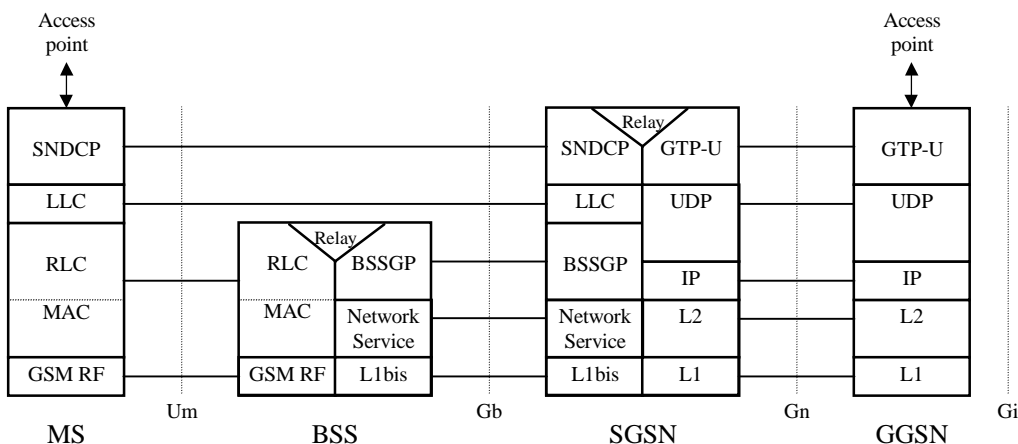 Access
point
Access
point
SNDCP
Relay
SNDCP
GTP-U
GTP-U
LLC
LLC
UDP
UDP
Relay
RLC
RLC
BSSGP
BSSGP
IP
IP
MAC
MAC
Network
Service
Network
Service
L2
L2
GSM RF
GSM RF
L1bis
L1bis
L1
L1
Um
Gb
Gn
Gi
MS
BSS
SGSN
GGSN